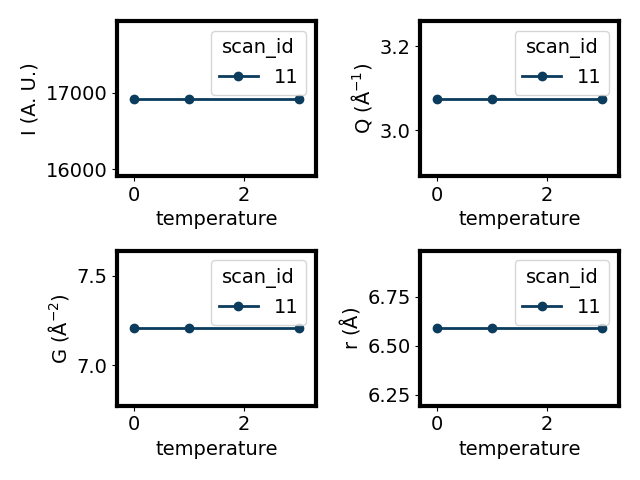 I (A. U.)
17000
16000
scan_id
11
0
2
temperature
Q (Å⁻¹)
3.2
3.0
scan_id
11
0
2
temperature
G (Å⁻²)
7.5
7.0
scan_id
11
0
2
temperature
r (Å)
6.75
6.50
6.25
scan_id
11
0
2
temperature